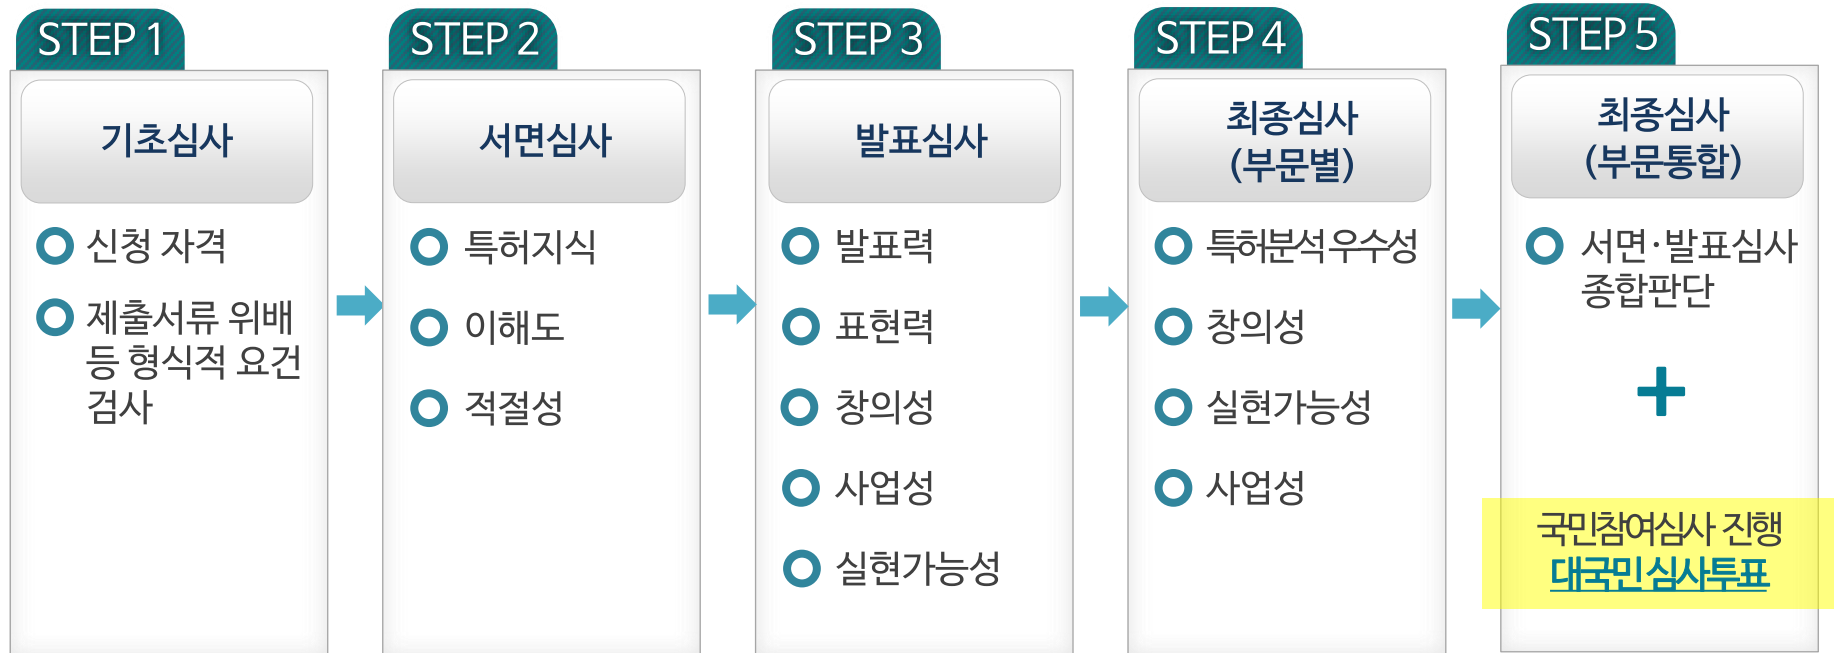 STEP 1
기초심사
신청 자격
제출서류 위배
등 형식적 요건
검사
STEP 2
서면심사
특허지식
이해도
적절성
STEP 3
발표심사
발표력
표현력
창의성
사업성
실현가능성
STEP 4
최종심사
(부문별)
특허분석 우수성
창의성
실현가능성
사업성
STEP 5
최종심사
(부문통합)
서면·발표심사
종합판단
+
국민참여심사 진행
대국민 심사투표